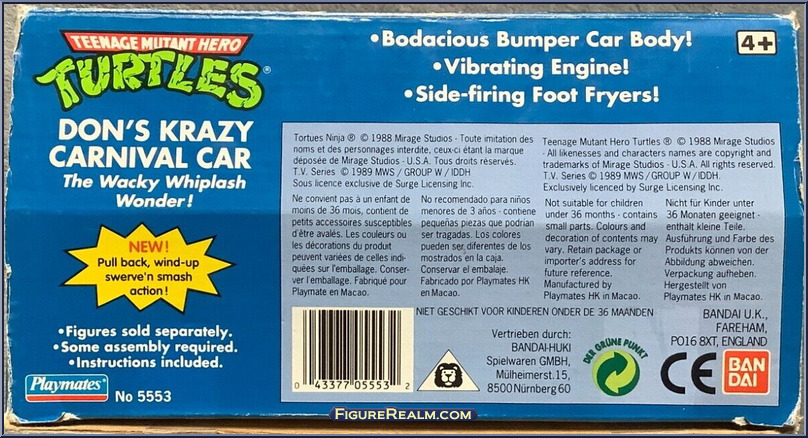 TEENAGE MUTANT HERO
TURTLES®
DON'S KRAZY
CARNIVAL CAR
The Wacky Whiplash
Wonder!
NEW!
Pull back, wind-up
swerve'n smash
action!
•Figures sold separately.
•Some assembly required.
•Instructions included.
Playmates®
No 5553
•Bodacious Bumper Car Body!
•Vibrating Engine!
•Side-firing Foot Fryers!
4+
Tortues Ninja ® © 1988 Mirage Studios - Toute imitation des
noms et des personnages interdite, ceux-ci étant la marque
déposée de Mirage Studios - U.S.A. Tous droits réservés.
T.V. Series © 1989 MWS / GROUP W / IDDH
Sous licence exclusive de Surge Licensing Inc.
Teenage Mutant Hero Turtles ® © 1988 Mirage Studios
- All likenesses and characters names are copyright and
trademarks of Mirage Studios - U.S.A. All rights reserved.
T.V. Series © 1989 MWS / GROUP W / IDDH.
Exclusively licenced by Surge Licensing Inc.
Ne convient pas à un enfant de
moins de 36 mois, contient de
petits accessoires susceptibles
d'être avalés. Les couleurs ou
les décorations du produit
peuvent variées de celles indi-
quées sur l'emballage. Conser-
ver l'emballage. Fabriqué pour
Playmate en Macao.
No recomendado para niños
menores de 3 años - contiene
pequeñas piezas que podrían
ser tragadas. Los colores
pueden ser diferentes de los
mostrados en la caja.
Conservar el embalaje.
Fabricado por Playmates HK
en Macao.
Not suitable for children
under 36 months - contains
small parts. Colours and
decoration of contents may
vary. Retain package or
importer's address for
future reference.
Manufactured by
Playmates HK in Macao.
Nicht für Kinder unter
36 Monaten geeignet -
enthält kleine Teile.
Ausführung und Farbe des
Produkts können von der
Abbildung abweichen.
Verpackung aufheben.
Hergestellt von
Playmates HK in Macao.
NIET GESCHIKT VOOR KINDEREN ONDER DE 36 MAANDEN
0 43377 05553 2
Vertrieben durch:
BANDAI-HUKI
Spielwaren GMBH,
Mülheimerst. 15,
8500 Nürnberg 60
DER GRÜNE PUNKT
BANDAI U.K.,
FAREHAM,
PO16 8XT, ENGLAND
CE
BAN
DAI
FIGUREREALM.COM